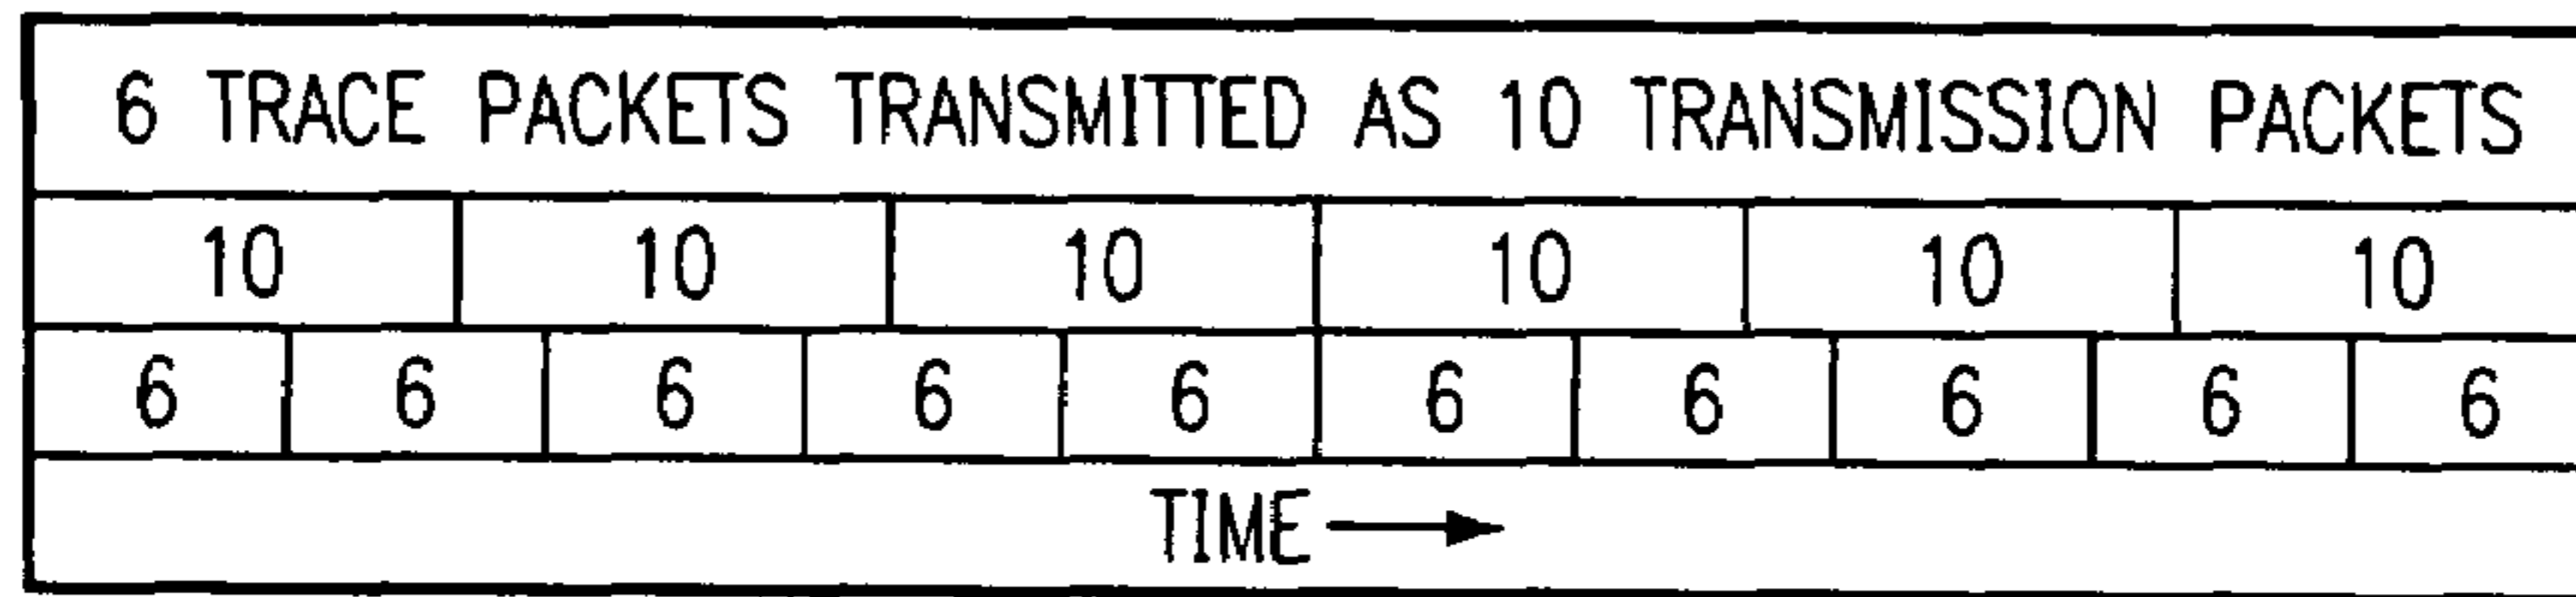 6 TRACE PACKETS TRANSMITTED AS 10 TRANSMISSION PACKETS
10 10 10 10 10 10
6 6 6 6 6 6 6 6 6 6
TIME